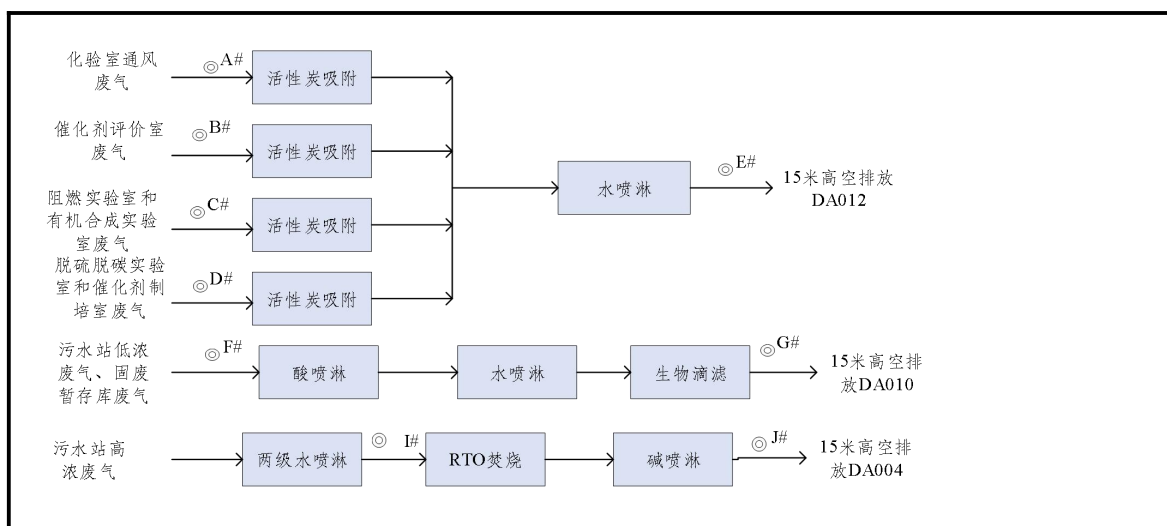 化验室通风
废气
◎A#
活性炭吸附
催化剂评价室
废气
◎B#
活性炭吸附
阻燃实验室和
有机合成实验
室废气
◎C#
活性炭吸附
脱硫脱碳实验
室和催化剂制
培室废气
◎D#
活性炭吸附
水喷淋
◎E#
15米高空排放
DA012
污水站低浓
废气、固废
暂存库废气
◎F#
酸喷淋
水喷淋
生物滴滤
◎G#
15米高空排
放DA010
污水站高
浓废气
两级水喷淋
◎ I#
RTO焚烧
碱喷淋
◎J#
15米高空排
放DA004